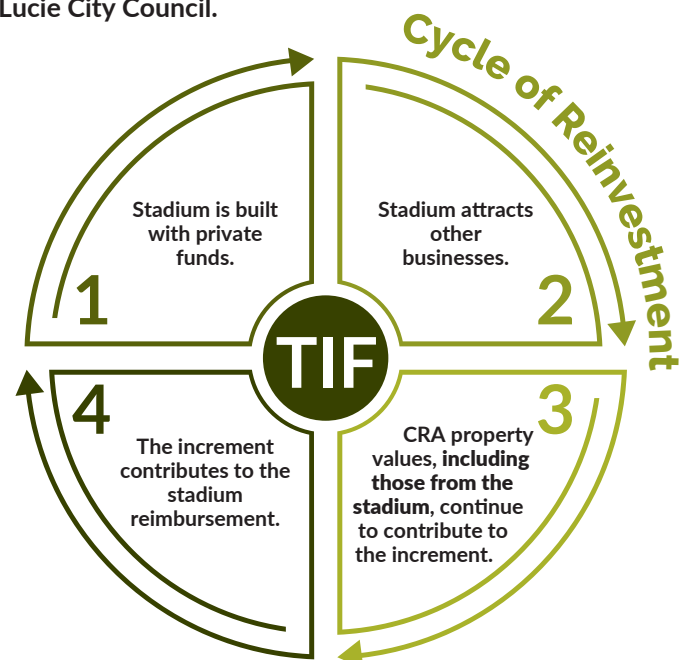 Lucie City Council.
Cycle of Reinvestment
Stadium is built
with private
funds.
1
Stadium attracts
other
businesses.
2
TIF
3
CRA property
values, including
those from the
stadium, continue
to contribute to
the increment.
4
The increment
contributes to the
stadium
reimbursement.